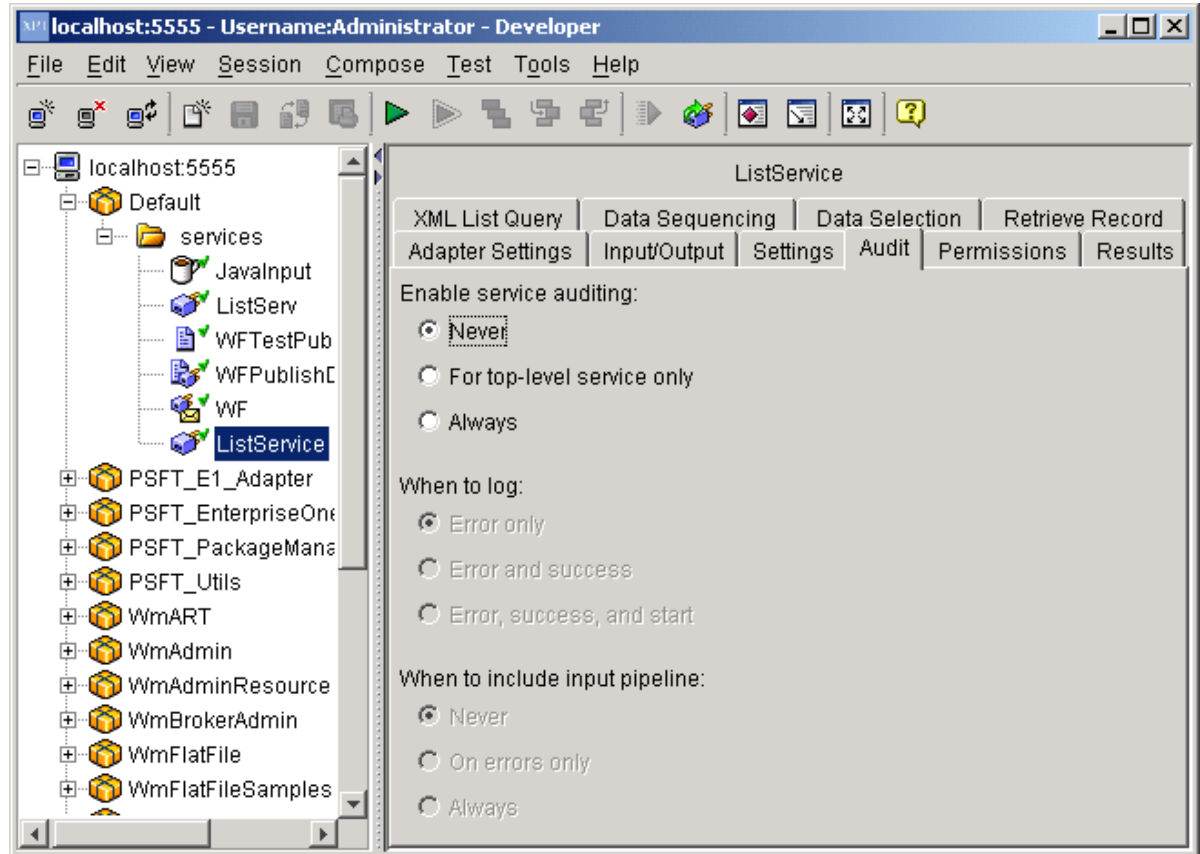 XPT localhost:5555 - Username:Administrator - Developer
File Edit View Session Compose Test Tools Help
localhost:5555
Default
services
JavaInput
ListServ
WFTestPub
WFPublishD
WF
ListService
PSFT_E1_Adapter
PSFT_EnterpriseOne
PSFT_PackageMana
PSFT_Utils
WmART
WmAdmin
WmAdminResource
WmBrokerAdmin
WmFlatFile
WmFlatFileSamples
ListService
XML List Query Data Sequencing Data Selection Retrieve Record
Adapter Settings Input/Output Settings Audit Permissions Results
Enable service auditing:
Never
For top-level service only
Always
When to log:
Error only
Error and success
Error, success, and start
When to include input pipeline:
Never
On errors only
Always